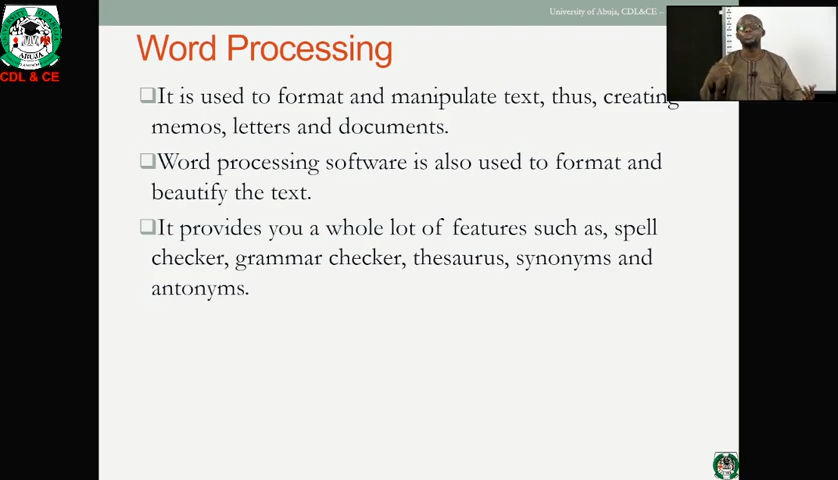 University of Abuja, CDL&CE –
ABUJA
CDL & CE
Word Processing
It is used to format and manipulate text, thus, creating
memos, letters and documents.
Word processing software is also used to format and
beautify the text.
It provides you a whole lot of features such as, spell
checker, grammar checker, thesaurus, synonyms and
antonyms.